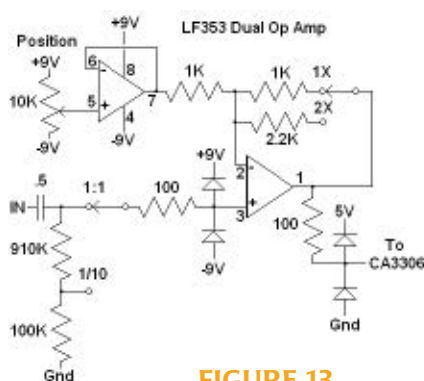 LF353 Dual Op Amp
Position
+9V
+9V
10K
-9V
6
-
8
5
+
7
4
-9V
1K
1K
1X
2X
2.2K
+9V
2
-
1
3
+
-9V
.5
IN
1:1
100
100
5V
To
CA3306
Gnd
910K
1/10
100K
Gnd
FIGURE 13